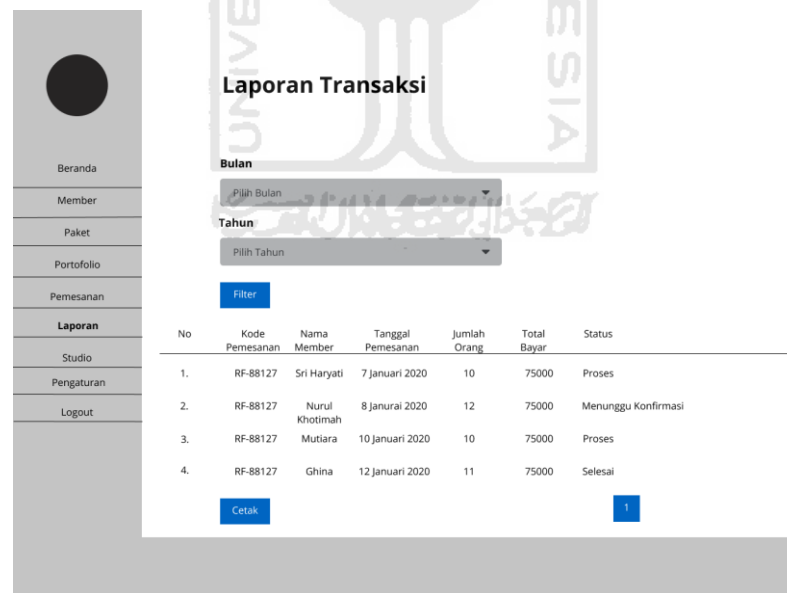 UNIVE
ESIA
Laporan Transaksi
Beranda
Member
Paket
Portofolio
Pemesanan
Laporan
Studio
Pengaturan
Logout
Bulan
Pilih Bulan
Tahun
Pilih Tahun
Filter
No Kode Pemesanan Nama Member Tanggal Pemesanan Jumlah Orang Total Bayar Status
1. RF-88127 Sri Haryati 7 Januari 2020 10 75000 Proses
2. RF-88127 Nurul Khotimah 8 Janurai 2020 12 75000 Menunggu Konfirmasi
3. RF-88127 Mutiara 10 Januari 2020 10 75000 Proses
4. RF-88127 Ghina 12 Januari 2020 11 75000 Selesai
Cetak
1